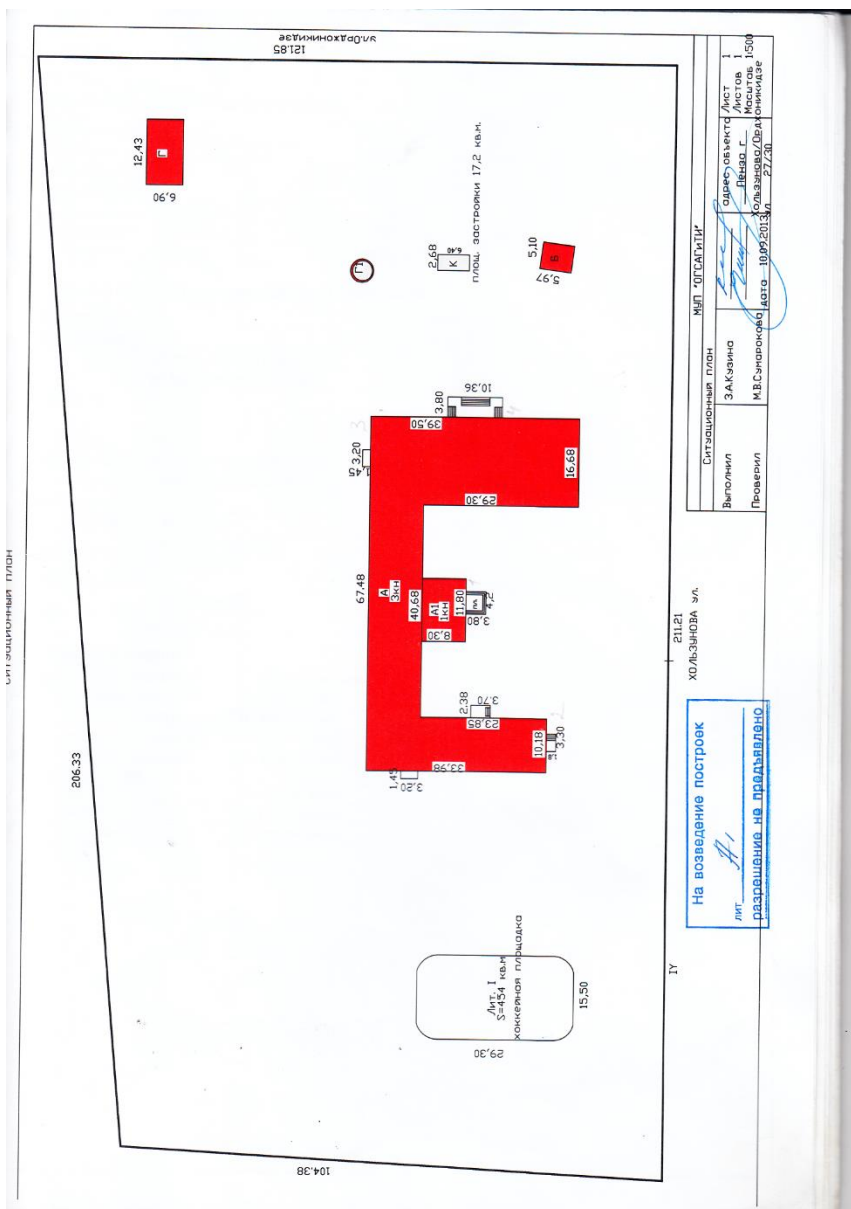 СИТУАЦИОННЫЙ ПЛАН
206.33
ул.Орджоникидзе
121.85
104.38
211.21
ХОЛЬЗУНОВА ул.
IY
12,43
6,90
Г
Г1
2,68
К
6.40
площ. застройки 17,2 кв.м.
5,10
Б
5,97
10,36
3,80
39,50
3,20
1,45
16,68
29,30
67.48
А
3кн
40,68
А1
1кн
11,80
8,30
4,2
3,80
2,38
3.70
23,85
10,18
3,30
33,98
1,45
3,20
Лит. I
S=454 кв.м
хоккейная площадка
29,30
15,50
На возведение построек
лит А1
разрешение не предъявлено
МУП "ОГСАГиТИ"
Ситуационный план
Выполнил
З.А.Кузина
Проверил
М.В.Сумарокова
дата 10.09.2013
адрес объекта
Пенза г
Хользунова/Орджоникидзе
ул
27/30
Лист 1
Листов 1
Масштаб 1:500